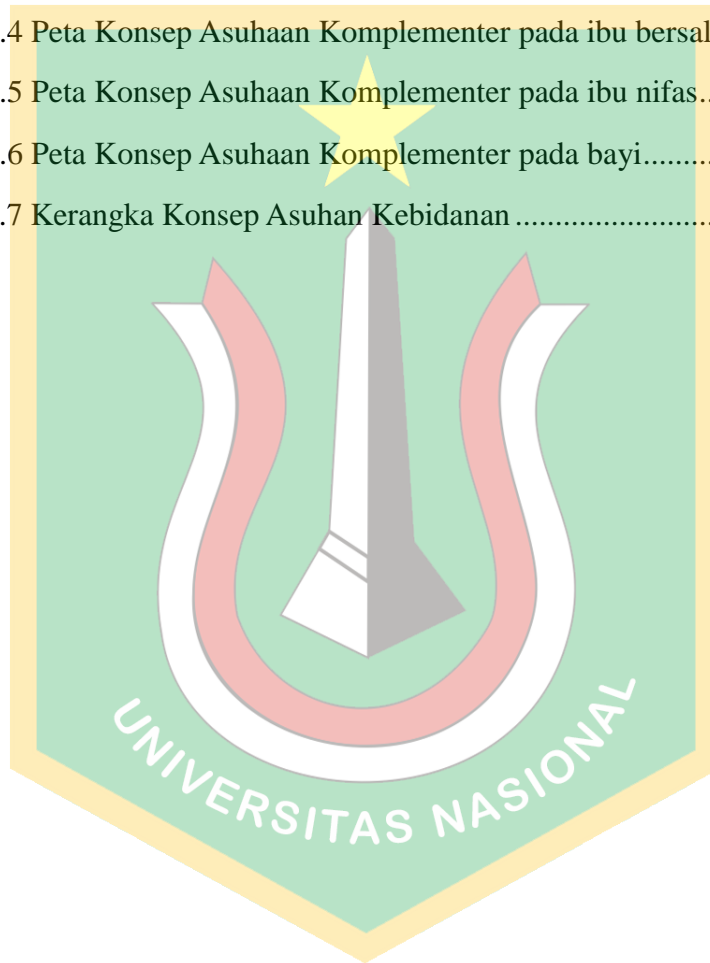 .4 Peta Konsep Asuhaan Komplementer pada ibu bersal
.5 Peta Konsep Asuhaan Komplementer pada ibu nifas..
.6 Peta Konsep Asuhaan Komplementer pada bayi........
.7 Kerangka Konsep Asuhan Kebidanan .......................
UNIVERSITAS NASIONAL